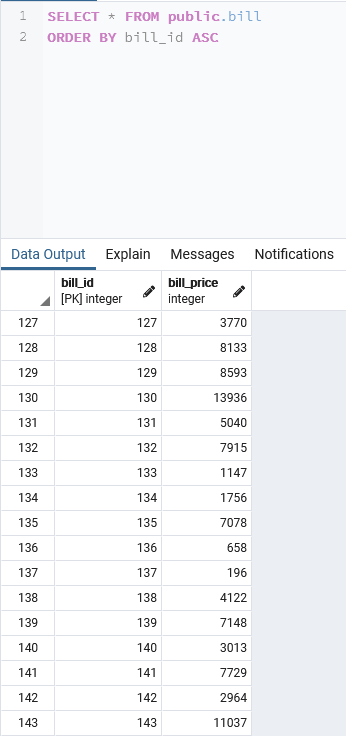 1 SELECT * FROM public.bill
2 ORDER BY bill_id ASC
Data Output Explain Messages Notifications
bill_id bill_price
[PK] integer integer
127 127 3770
128 128 8133
129 129 8593
130 130 13936
131 131 5040
132 132 7915
133 133 1147
134 134 1756
135 135 7078
136 136 658
137 137 196
138 138 4122
139 139 7148
140 140 3013
141 141 7729
142 142 2964
143 143 11037